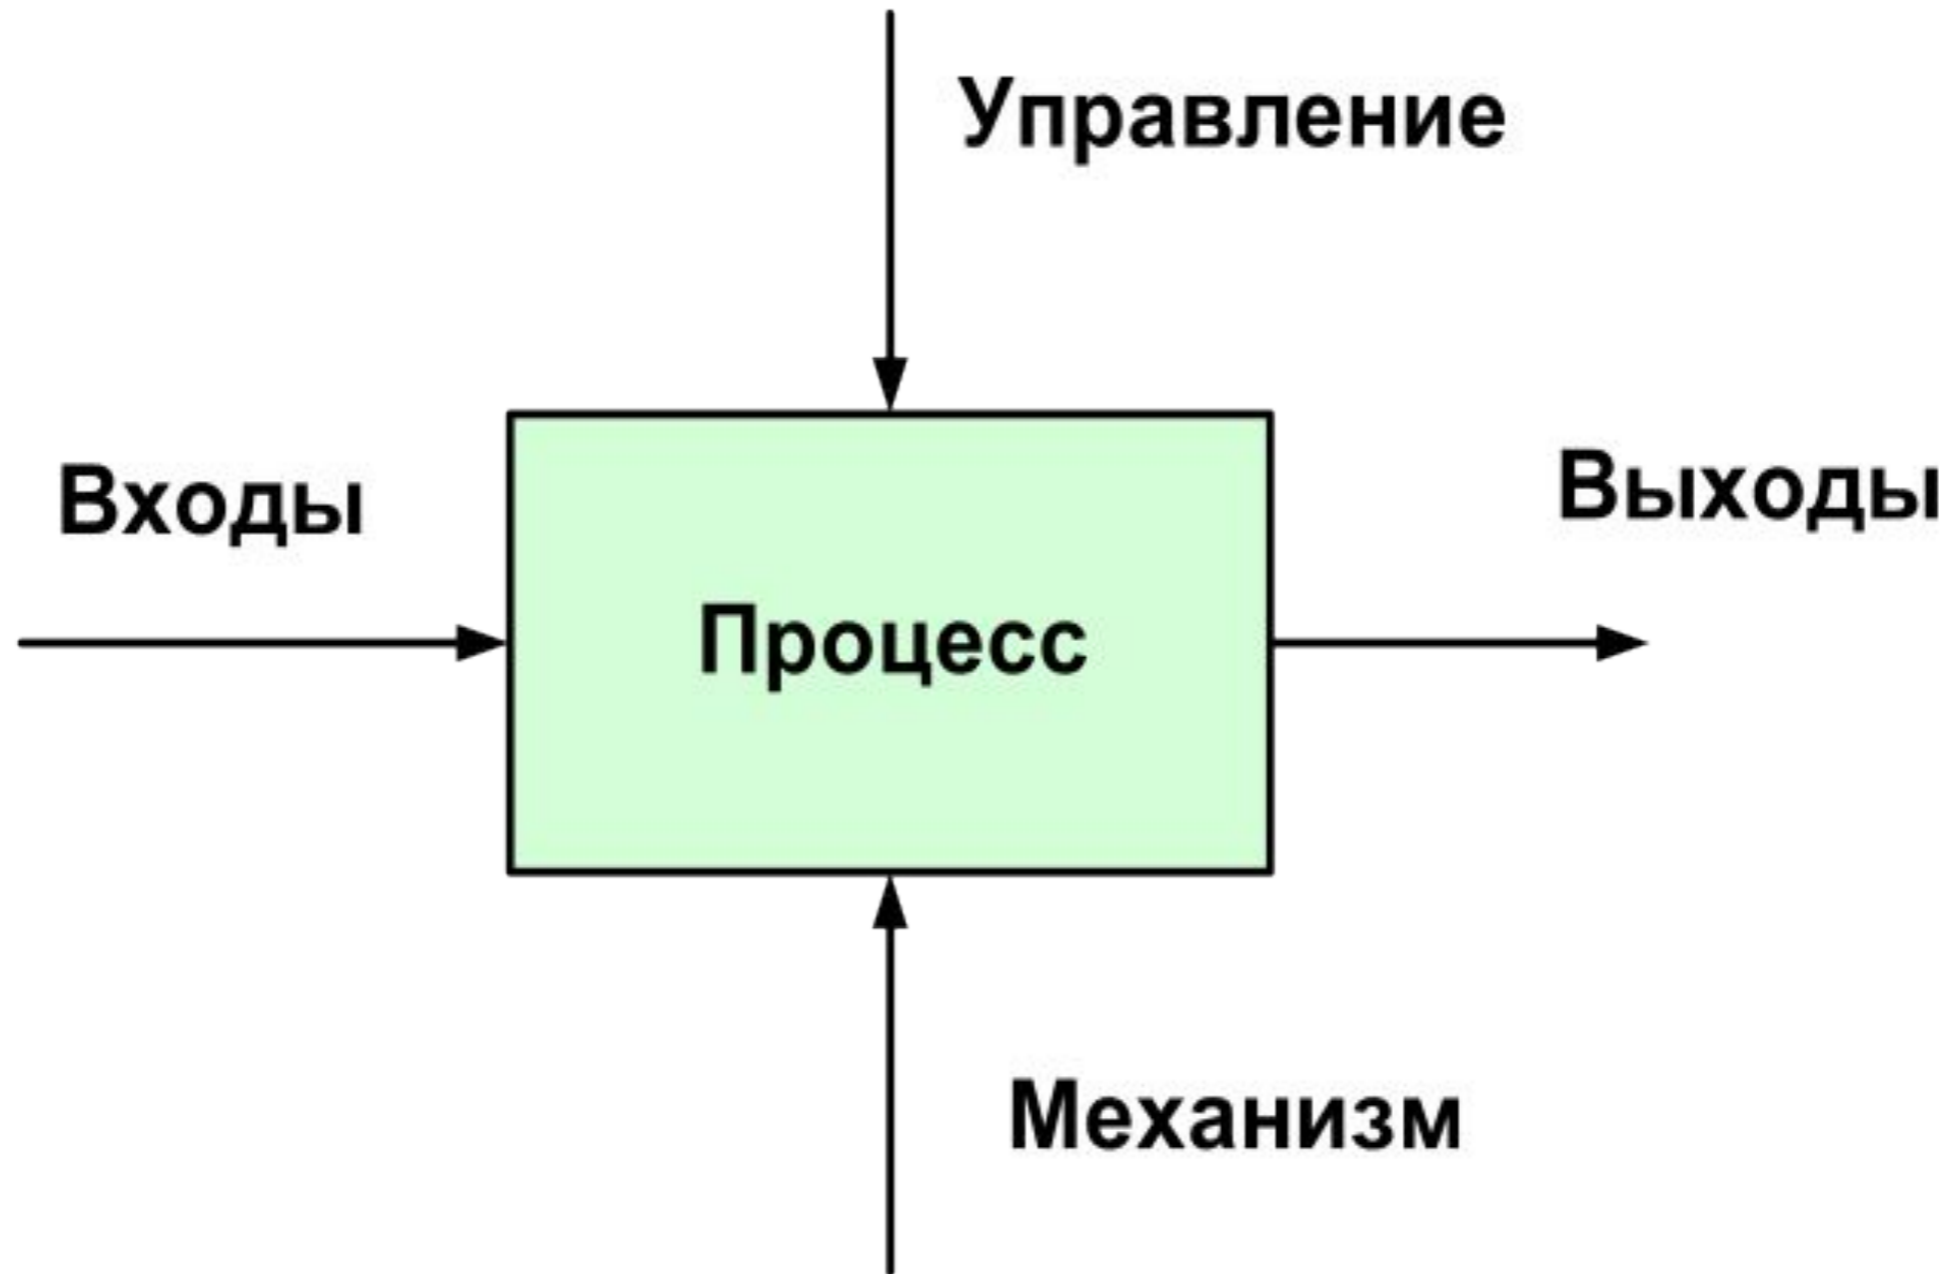 Управление
Входы
Выходы
Процесс
Механизм